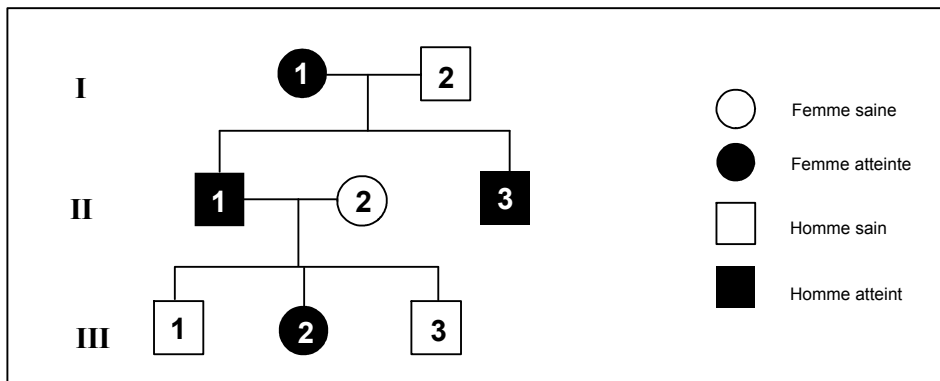 I
1
2
II
1
2
3
III
1
2
3
Femme saine
Femme atteinte
Homme sain
Homme atteint